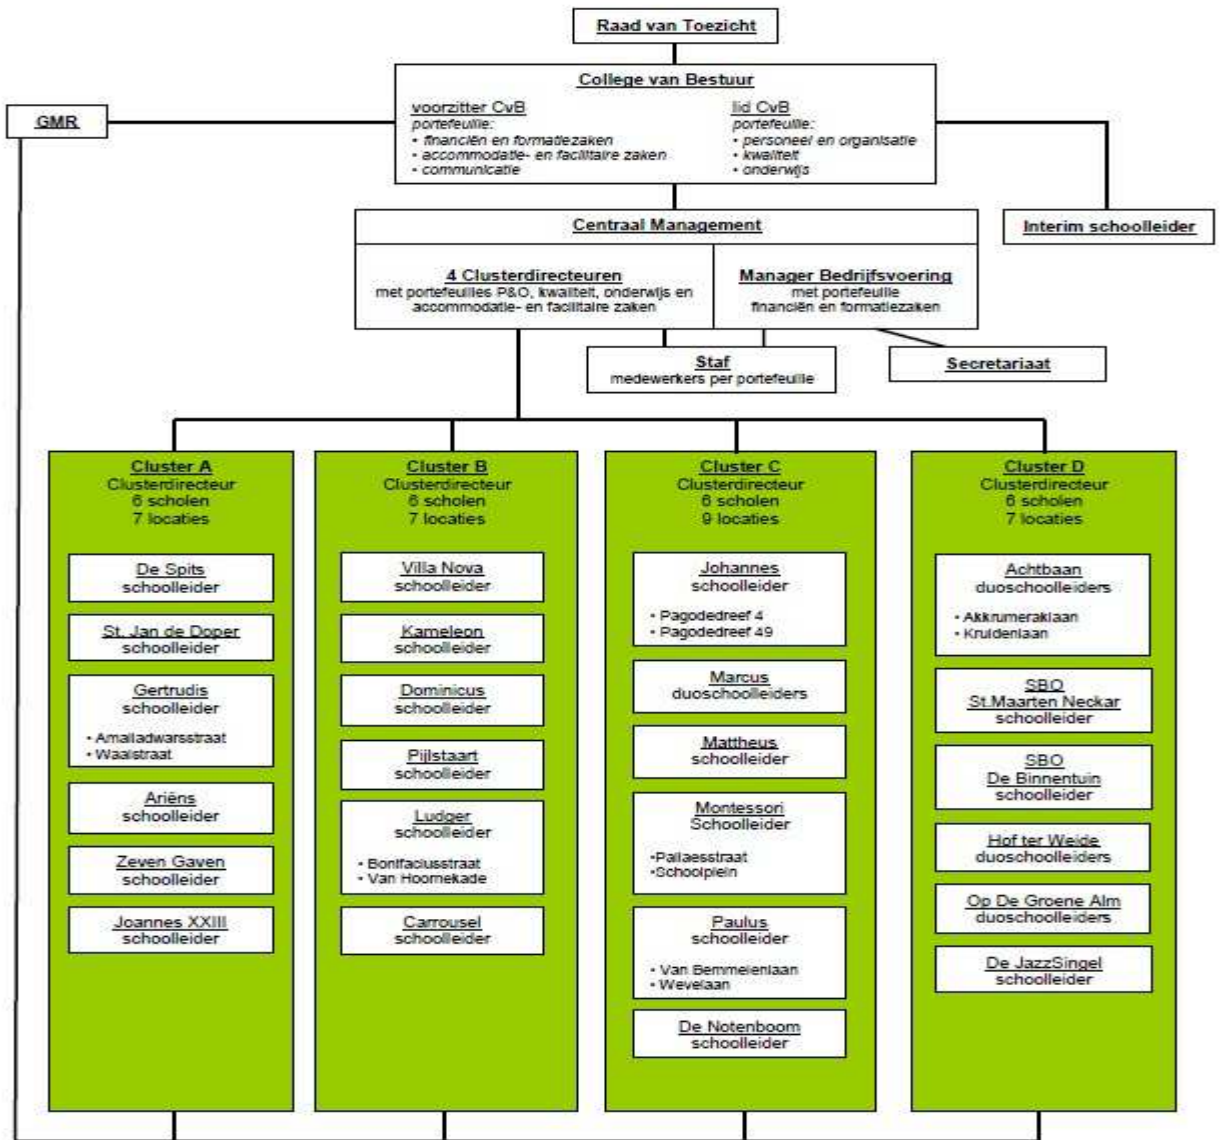 Raad van Toezicht
College van Bestuur
voorzitter CvB
portefeuille:
• financiën en formatiezaken
• accommodatie- en facilitaire zaken
• communicatie
lid CvB
portefeuille:
• personeel en organisatie
• kwaliteit
• onderwijs
GMR
Interim schoolleider
Centraal Management
4 Clusterdirecteuren
met portefeuilles P&O, kwaliteit, onderwijs en
accommodatie- en facilitaire zaken
Manager Bedrijfsvoering
met portefeuille
financiën en formatiezaken
Staf
medewerkers per portefeuille
Secretariaat
Cluster A
Clusterdirecteur
6 scholen
7 locaties
De Spits
schoolleider
St. Jan de Doper
schoolleider
Gertrudis
schoolleider
• Amaliadwarsstraat
• Waalstraat
Ariëns
schoolleider
Zeven Gaven
schoolleider
Joannes XXIII
schoolleider
Cluster B
Clusterdirecteur
6 scholen
7 locaties
Villa Nova
schoolleider
Kameleon
schoolleider
Dominicus
schoolleider
Pijlstaart
schoolleider
Ludger
schoolleider
• Bonifaciusstraat
• Van Hoornekade
Carrousel
schoolleider
Cluster C
Clusterdirecteur
6 scholen
9 locaties
Johannes
schoolleider
• Pagodedreef 4
• Pagodedreef 49
Marcus
duoschoolleiders
Mattheus
schoolleider
Montessori
Schoolleider
•Pallaesstraat
•Schoolplein
Paulus
schoolleider
• Van Bemmelenlaan
• Wevelaan
De Notenboom
schoolleider
Cluster D
Clusterdirecteur
6 scholen
7 locaties
Achtbaan
duoschoolleiders
• Akkrumeraklaan
• Kruidenlaan
SBO
St.Maarten Neckar
schoolleider
SBO
De Binnentuin
schoolleider
Hof ter Weide
duoschoolleiders
Op De Groene Alm
duoschoolleiders
De JazzSingel
schoolleider